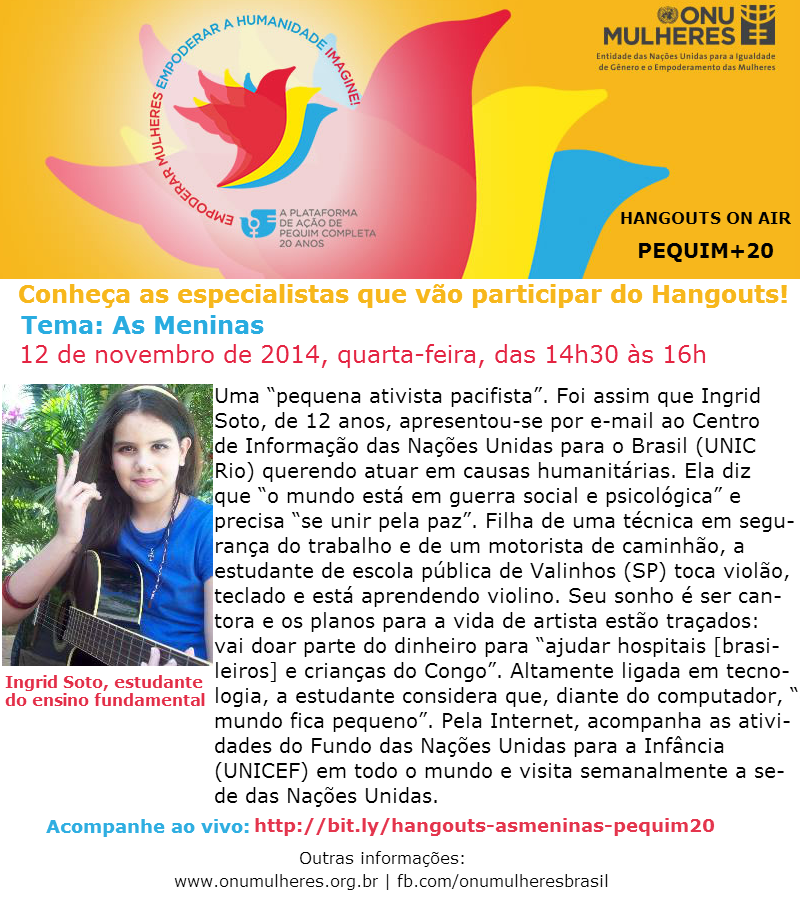 EMPODERAR MULHERES EMPODERAR A HUMANIDADE IMAGINE!
ONU
MULHERES
Entidade das Nações Unidas para a Igualdade
de Gênero e o Empoderamento das Mulheres
A PLATAFORMA
DE AÇÃO DE
PEQUIM COMPLETA
20 ANOS
HANGOUTS ON AIR
PEQUIM+20
Conheça as especialistas que vão participar do Hangouts!
Tema: As Meninas
12 de novembro de 2014, quarta-feira, das 14h30 às 16h
Uma “pequena ativista pacifista”. Foi assim que Ingrid
Soto, de 12 anos, apresentou-se por e-mail ao Centro
de Informação das Nações Unidas para o Brasil (UNIC
Rio) querendo atuar em causas humanitárias. Ela diz
que “o mundo está em guerra social e psicológica” e
precisa “se unir pela paz”. Filha de uma técnica em segu-
rança do trabalho e de um motorista de caminhão, a
estudante de escola pública de Valinhos (SP) toca violão,
teclado e está aprendendo violino. Seu sonho é ser can-
tora e os planos para a vida de artista estão traçados:
vai doar parte do dinheiro para “ajudar hospitais [brasi-
leiros] e crianças do Congo”. Altamente ligada em tecno-
logia, a estudante considera que, diante do computador, “
mundo fica pequeno”. Pela Internet, acompanha as ativi-
dades do Fundo das Nações Unidas para a Infância
(UNICEF) em todo o mundo e visita semanalmente a se-
de das Nações Unidas.
Ingrid Soto, estudante
do ensino fundamental
Acompanhe ao vivo: http://bit.ly/hangouts-asmeninas-pequim20
Outras informações:
www.onumulheres.org.br | fb.com/onumulheresbrasil